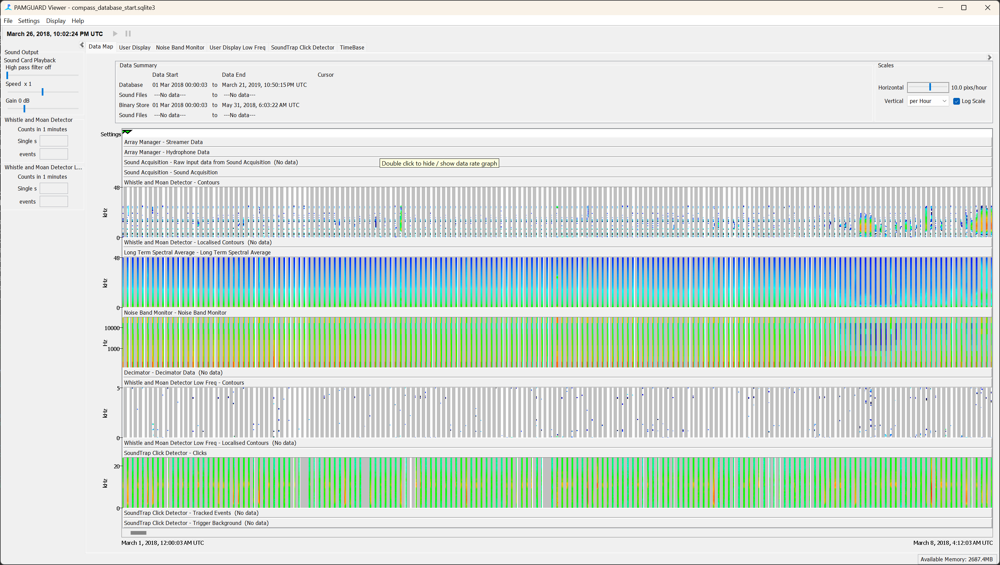 PAMGUARD Viewer - compass_database_start.sqlite3
File Settings Display Help
March 26, 2018, 10:02:24 PM UTC
Data Map User Display Noise Band Monitor User Display Low Freq SoundTrap Click Detector TimeBase
Sound Output
Sound Card Playback
High pass filter off
Speed x 1
Gain 0 dB
Whistle and Moan Detector
Counts in 1 minutes
Single s
events
Whistle and Moan Detector L...
Counts in 1 minutes
Single s
events
Data Summary
Data Start Data End Cursor
Database 01 Mar 2018 00:00:03 to March 21, 2019, 10:50:15 PM UTC
Sound Files ---No data--- to ---No data---
Binary Store 01 Mar 2018 00:00:03 to May 31, 2018, 6:03:22 AM UTC
Sound Files ---No data--- to ---No data---
Scales
Horizontal 10.0 pixs/hour
Vertical per Hour Log Scale
Settings
Array Manager - Streamer Data
Array Manager - Hydrophone Data
Sound Acquisition - Raw input data from Sound Acquisition (No data)
Double click to hide / show data rate graph
Sound Acquisition - Sound Acquisition
Whistle and Moan Detector - Contours
48
kHz
0
Whistle and Moan Detector - Localised Contours (No data)
Long Term Spectral Average - Long Term Spectral Average
48
kHz
0
Noise Band Monitor - Noise Band Monitor
10000
Hz
1000
Decimator - Decimator Data (No data)
Whistle and Moan Detector Low Freq - Contours
5
kHz
0
Whistle and Moan Detector Low Freq - Localised Contours (No data)
SoundTrap Click Detector - Clicks
20
kHz
0
SoundTrap Click Detector - Tracked Events (No data)
SoundTrap Click Detector - Trigger Background (No data)
March 1, 2018, 12:00:03 AM UTC
March 8, 2018, 4:12:03 AM UTC
Available Memory: 2687.4MB